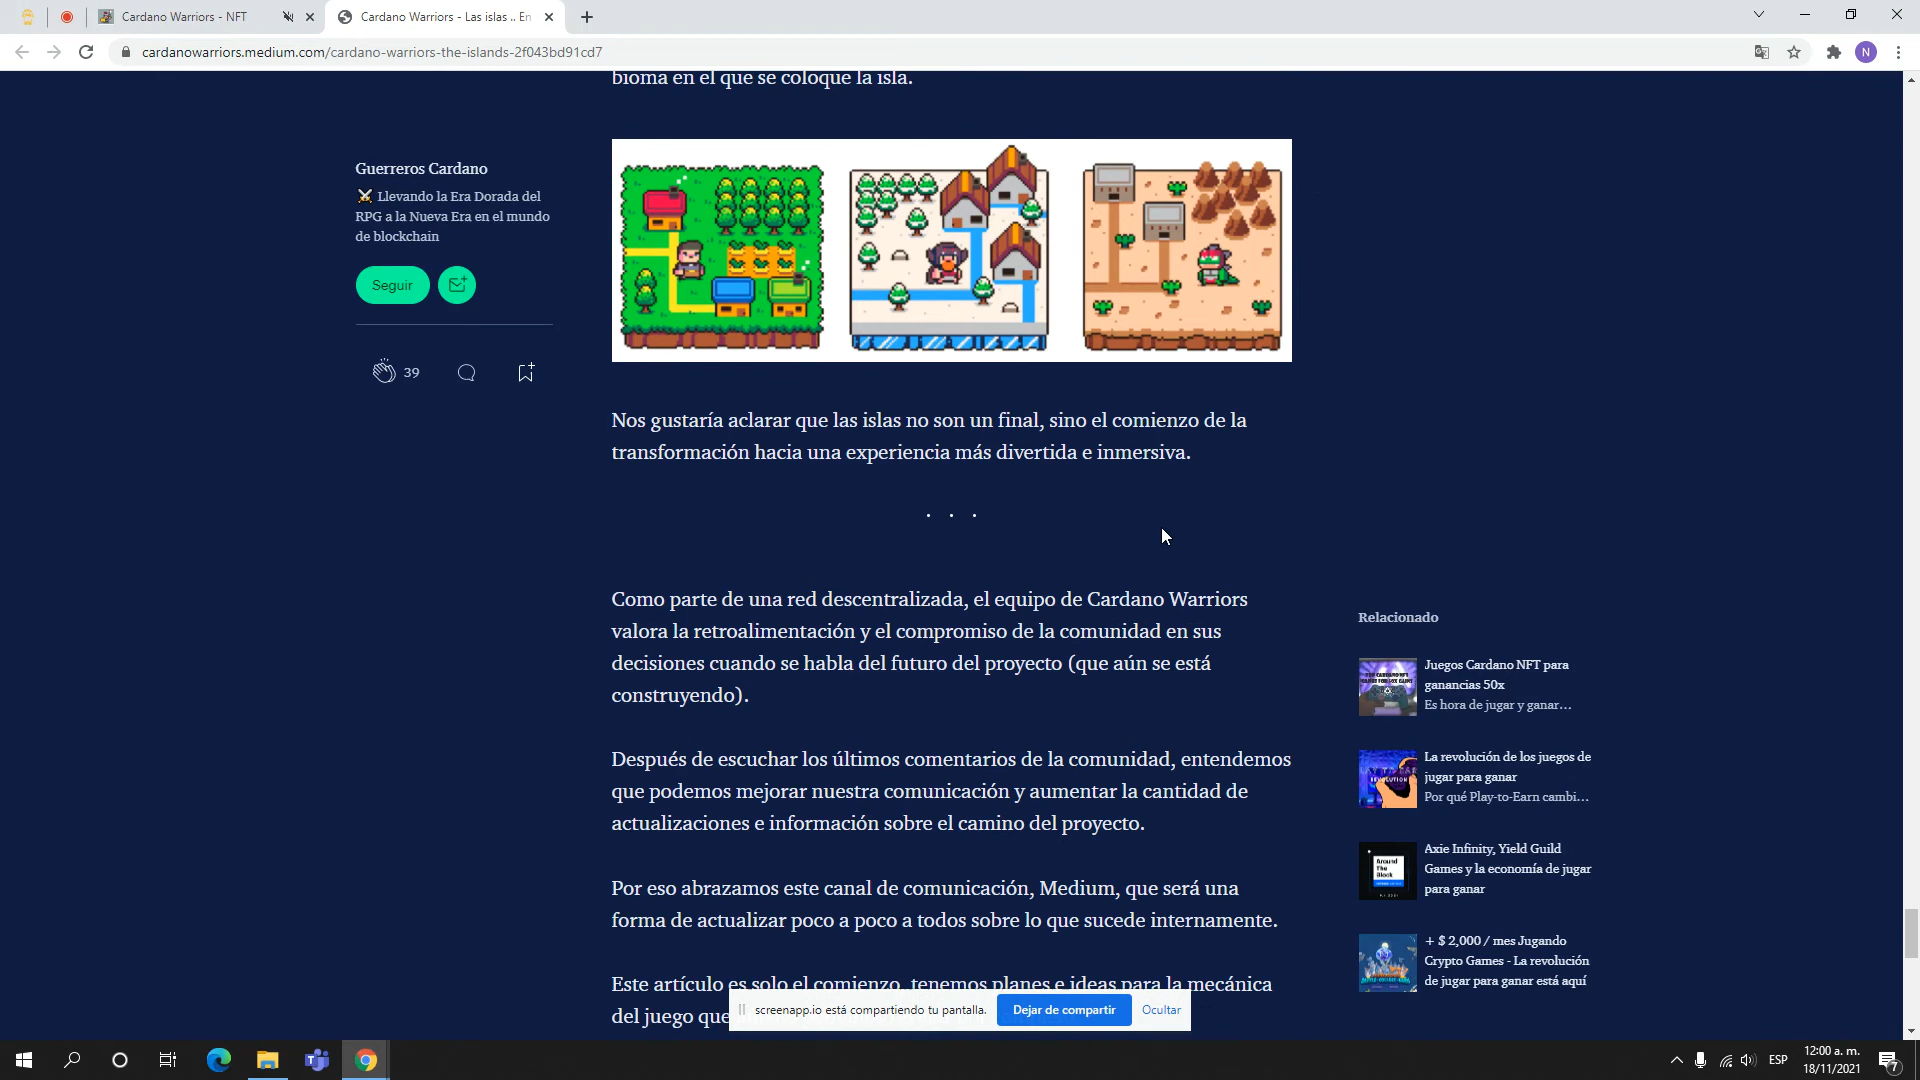 Cardano Warriors - NFT
Cardano Warriors - Las islas .. En
cardanowarriors.medium.com/cardano-warriors-the-islands-2f043bd91cd7
N
bioma en el que se coloque la isla.
Guerreros Cardano
Llevando la Era Dorada del
RPG a la Nueva Era en el mundo
de blockchain
Seguir
39
Nos gustaría aclarar que las islas no son un final, sino el comienzo de la
transformación hacia una experiencia más divertida e inmersiva.
. . .
Como parte de una red descentralizada, el equipo de Cardano Warriors
valora la retroalimentación y el compromiso de la comunidad en sus
decisiones cuando se habla del futuro del proyecto (que aún se está
construyendo).
Después de escuchar los últimos comentarios de la comunidad, entendemos
que podemos mejorar nuestra comunicación y aumentar la cantidad de
actualizaciones e información sobre el camino del proyecto.
Por eso abrazamos este canal de comunicación, Medium, que será una
forma de actualizar poco a poco a todos sobre lo que sucede internamente.
Este artículo es solo el comienzo, tenemos planes e ideas para la mecánica
del juego que
Relacionado
Juegos Cardano NFT para
ganancias 50x
Es hora de jugar y ganar...
La revolución de los juegos de
jugar para ganar
Por qué Play-to-Earn cambi...
Around
The
Block
Axie Infinity, Yield Guild
Games y la economía de jugar
para ganar
+ $ 2,000 / mes Jugando
Crypto Games - La revolución
de jugar para ganar está aquí
screenapp.io está compartiendo tu pantalla.
Dejar de compartir
Ocultar
ESP
12:00 a. m.
18/11/2021
7